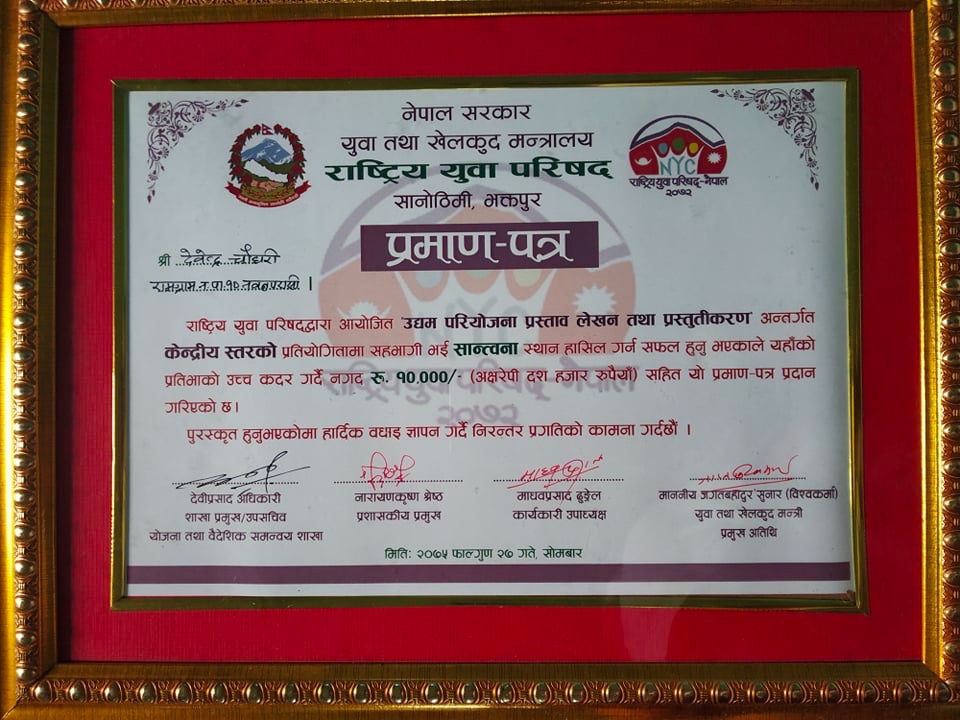 नेपाल सरकार
युवा तथा खेलकुद मन्त्रालय
राष्ट्रिय युवा परिषद
सानोठिमी, भक्तपुर
NYC
राष्ट्रिय युवा परिषद्-नेपाल
२०७२
प्रमाण-पत्र
श्री देवेन्द्र चौधरी
रामग्राम न.पा. १० नवलपरासी ।
राष्ट्रिय युवा परिषद्द्वारा आयोजित 'उद्यम परियोजना प्रस्ताव लेखन तथा प्रस्तुतीकरण' अन्तर्गत
केन्द्रीय स्तरको प्रतियोगितामा सहभागी भई सान्त्वना स्थान हासिल गर्न सफल हुनु भएकाले यहाँको
प्रतिभाको उच्च कदर गर्दै नगद रु. १०,०००/- (अक्षरेपी दश हजार रुपैयाँ) सहित यो प्रमाण-पत्र प्रदान
गरिएको छ।
पुरस्कृत हुनुभएकोमा हार्दिक वधाइ ज्ञापन गर्दै निरन्तर प्रगतिको कामना गर्दछौं ।
देवीप्रसाद अधिकारी
शाखा प्रमुख/उपसचिव
योजना तथा वैदेशिक समन्वय शाखा
नारायणकृष्ण श्रेष्ठ
प्रशासकीय प्रमुख
माधवप्रसाद ढुङ्गेल
कार्यकारी उपाध्यक्ष
माननीय जगतबहादुर सुनार (विश्वकर्मा)
युवा तथा खेलकुद मन्त्री
प्रमुख अतिथि
मितिः २०७५ फाल्गुण २७ गते, सोमबार